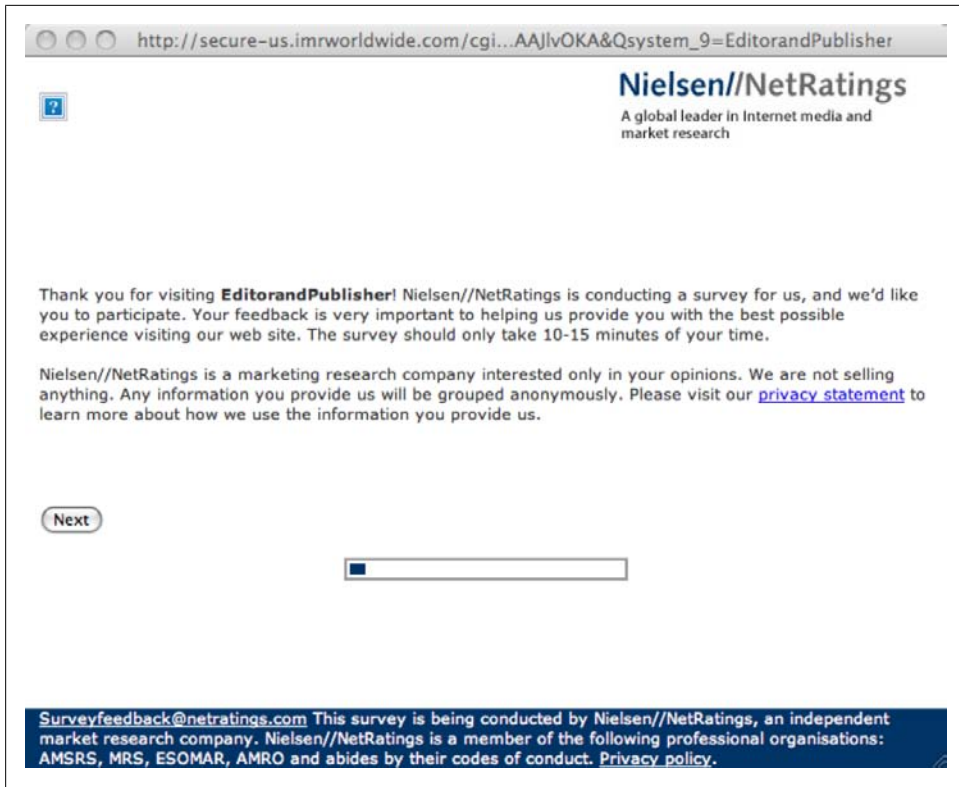 http://secure-us.imrworldwide.com/cgi...AAJlvOKA&Qsystem_9=EditorandPublisher
?
Nielsen//NetRatings
A global leader in Internet media and
market research
Thank you for visiting EditorandPublisher! Nielsen//NetRatings is conducting a survey for us, and we'd like
you to participate. Your feedback is very important to helping us provide you with the best possible
experience visiting our web site. The survey should only take 10-15 minutes of your time.
Nielsen//NetRatings is a marketing research company interested only in your opinions. We are not selling
anything. Any information you provide us will be grouped anonymously. Please visit our privacy statement to
learn more about how we use the information you provide us.
Next
Surveyfeedback@netratings.com This survey is being conducted by Nielsen//NetRatings, an independent
market research company. Nielsen//NetRatings is a member of the following professional organisations:
AMSRS, MRS, ESOMAR, AMRO and abides by their codes of conduct. Privacy policy.